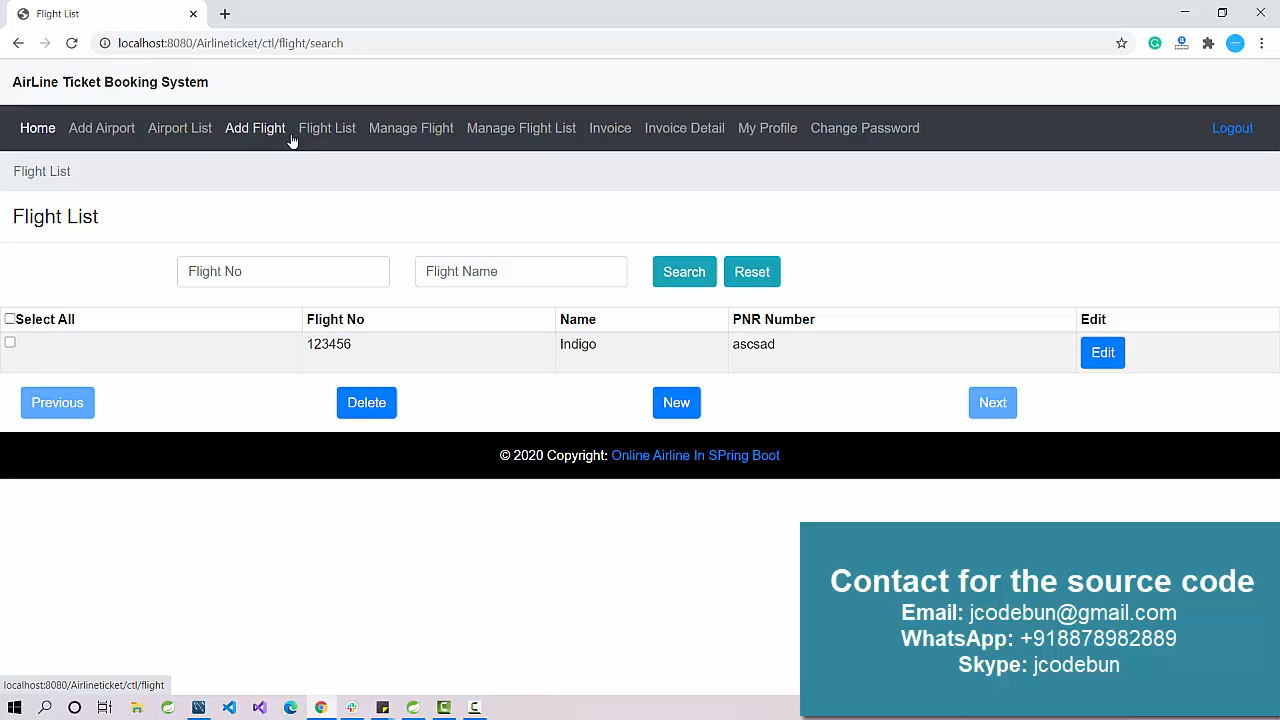 Flight List
localhost:8080/Airlineticket/ctl/flight/search
AirLine Ticket Booking System
Home Add Airport Airport List Add Flight Flight List Manage Flight Manage Flight List Invoice Invoice Detail My Profile Change Password Logout
Flight List
Flight List
Flight No Flight Name Search Reset
Select All Flight No Name PNR Number Edit
123456 Indigo ascsad Edit
Previous Delete New Next
© 2020 Copyright: Online Airline In SPring Boot
Contact for the source code
Email: jcodebun@gmail.com
WhatsApp: +918878982889
Skype: jcodebun
localhost:8080/Airlineticket/ctl/flight